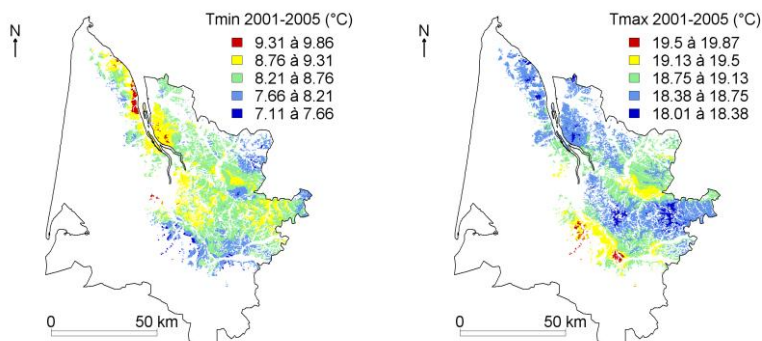 Tmin 2001-2005 (°C)
N
9.31 à 9.86
8.76 à 9.31
8.21 à 8.76
7.66 à 8.21
7.11 à 7.66
0 50 km
Tmax 2001-2005 (°C)
N
19.5 à 19.87
19.13 à 19.5
18.75 à 19.13
18.38 à 18.75
18.01 à 18.38
0 50 km